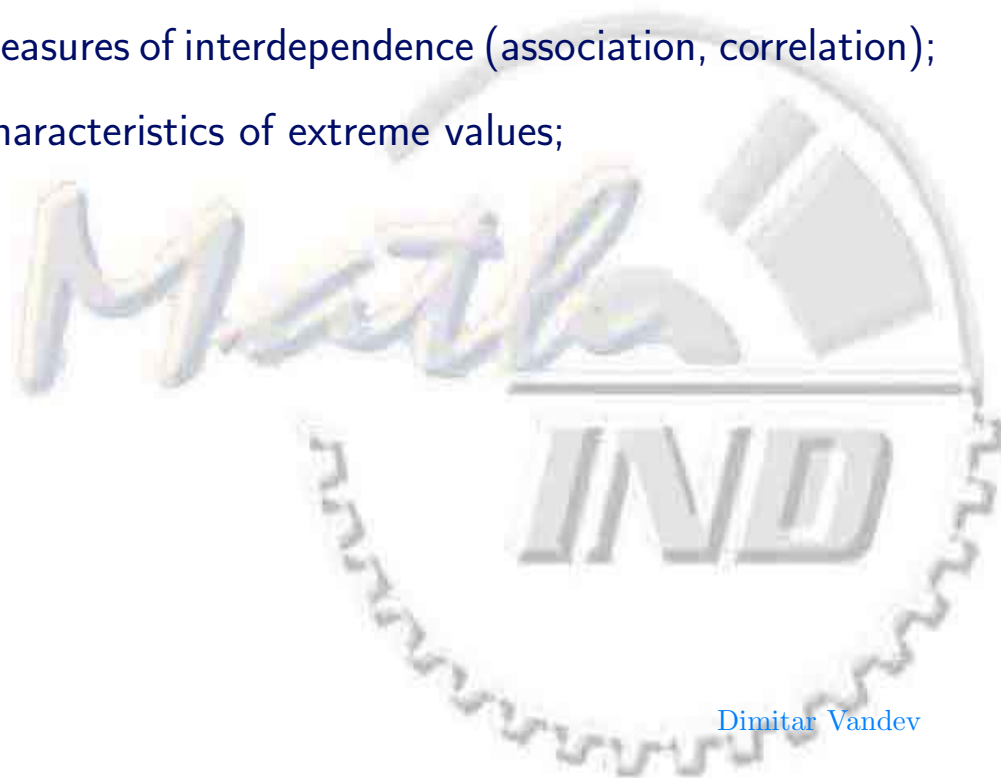 easures of interdependence (association, correlation);
haracteristics of extreme values;
Math
IND
Dimitar Vandev